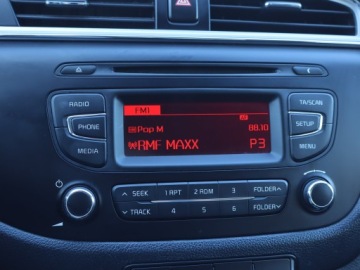 RADIO
PHONE
MEDIA
FM1
Pop M 88.10
RMF MAXX P3
TA/SCAN
SETUP
MENU
SEEK 1 RPT 2 RDM 3 FOLDER
TRACK 4 5 6 FOLDER